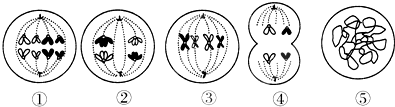 ① ② ③ ④ ⑤